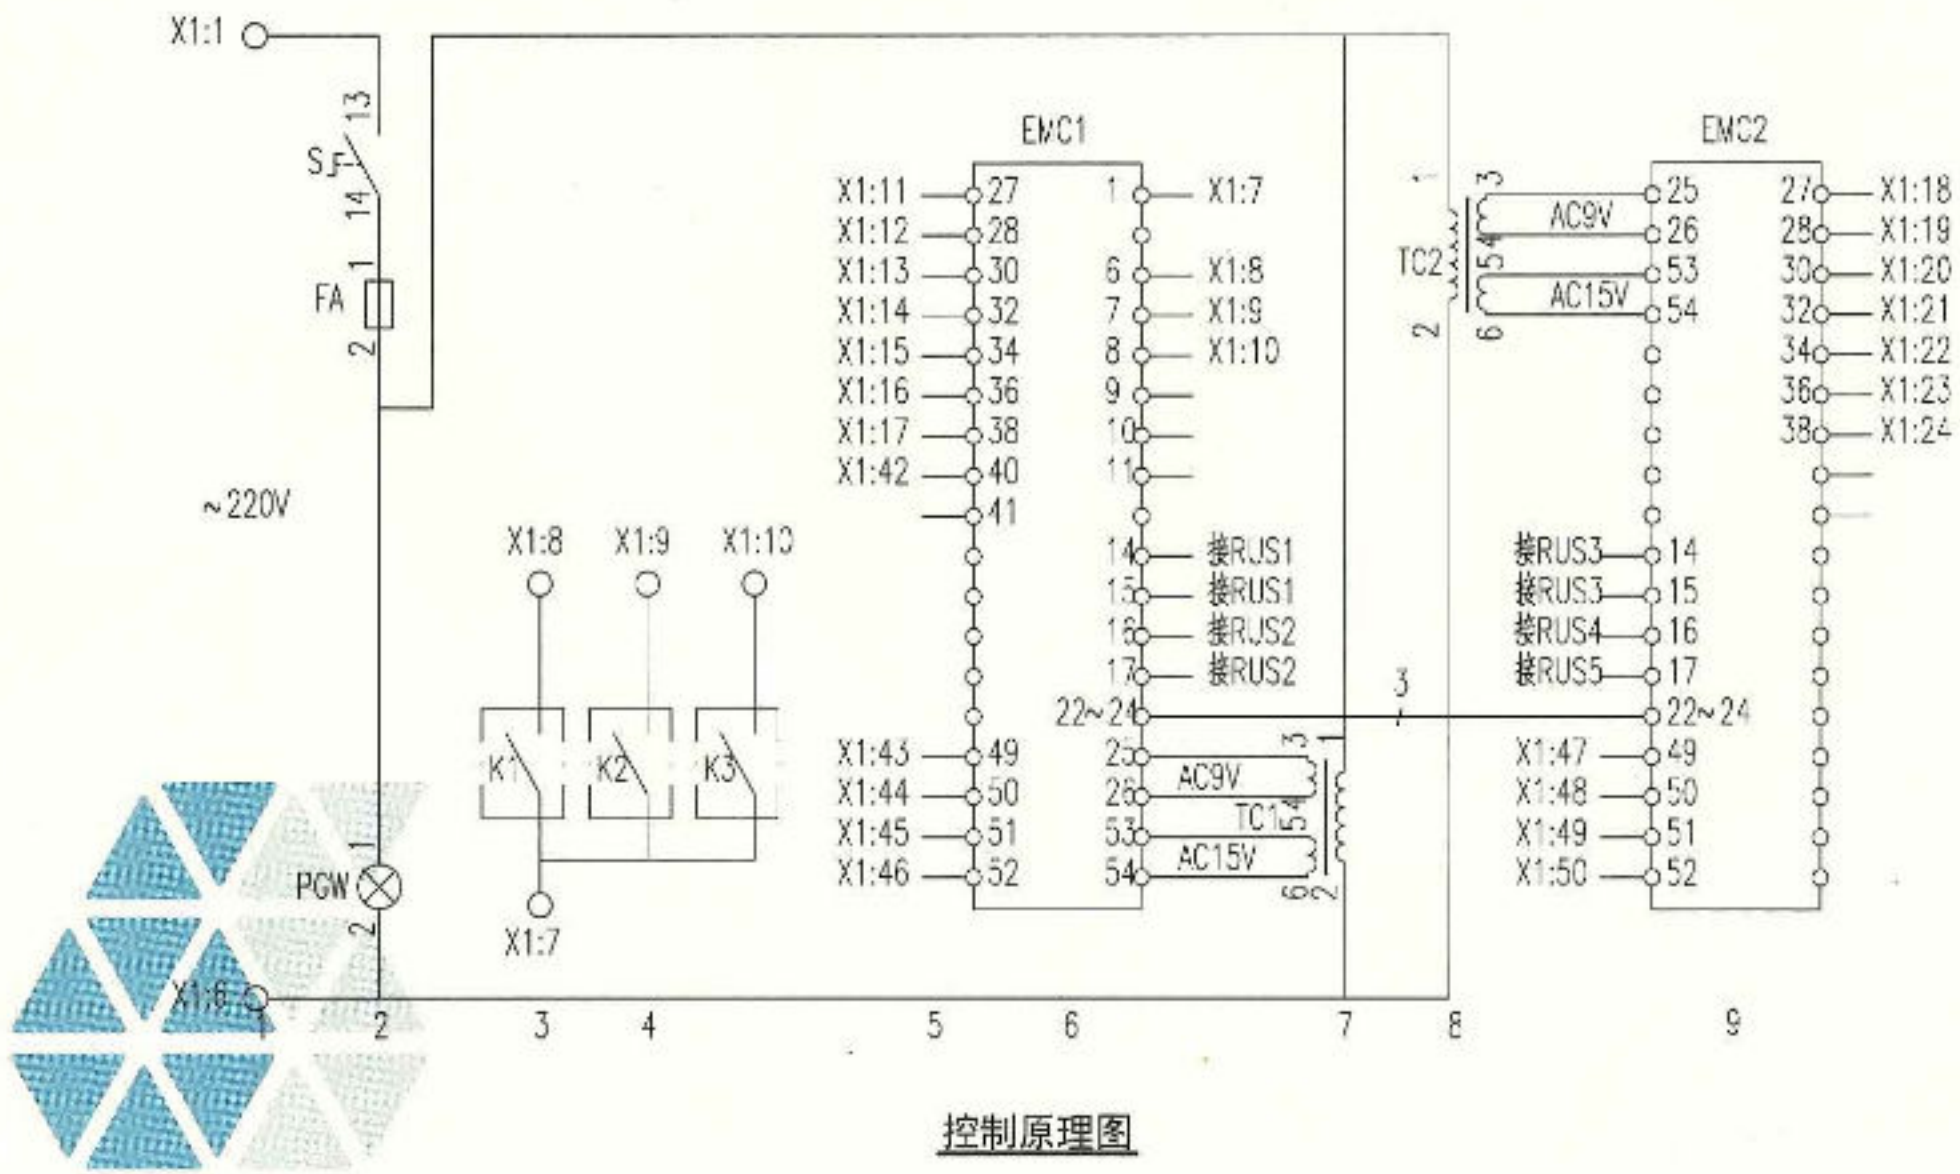 X1:1
13
S
14
1
FA
2
~220V
1
PGW
2
X1:6
X1:8 X1:9 X1:10
K1 K2 K3
X1:7
EMC1
X1:11 27 1 X1:7
X1:12 28
X1:13 30 6 X1:8
X1:14 32 7 X1:9
X1:15 34 8 X1:10
X1:16 36 9
X1:17 38 10
X1:42 40 11
41
14 接RUS1
15 接RUS1
16 接RUS2
17 接RUS2
22~24
X1:43 49 25
X1:44 50 26
X1:45 51 53
X1:46 52 54
AC9V
TC1
AC15V
3
5 4
6
1
2
3
EMC2
1
TC2
2
3
5 4
6
AC9V
AC15V
25 27 X1:18
26 28 X1:19
53 30 X1:20
54 32 X1:21
34 X1:22
36 X1:23
38 X1:24
接RUS3 14
接RUS3 15
接RUS4 16
接RUS5 17
22~24
X1:47 49
X1:48 50
X1:49 51
X1:50 52
1 2 3 4 5 6 7 8 9
控制原理图